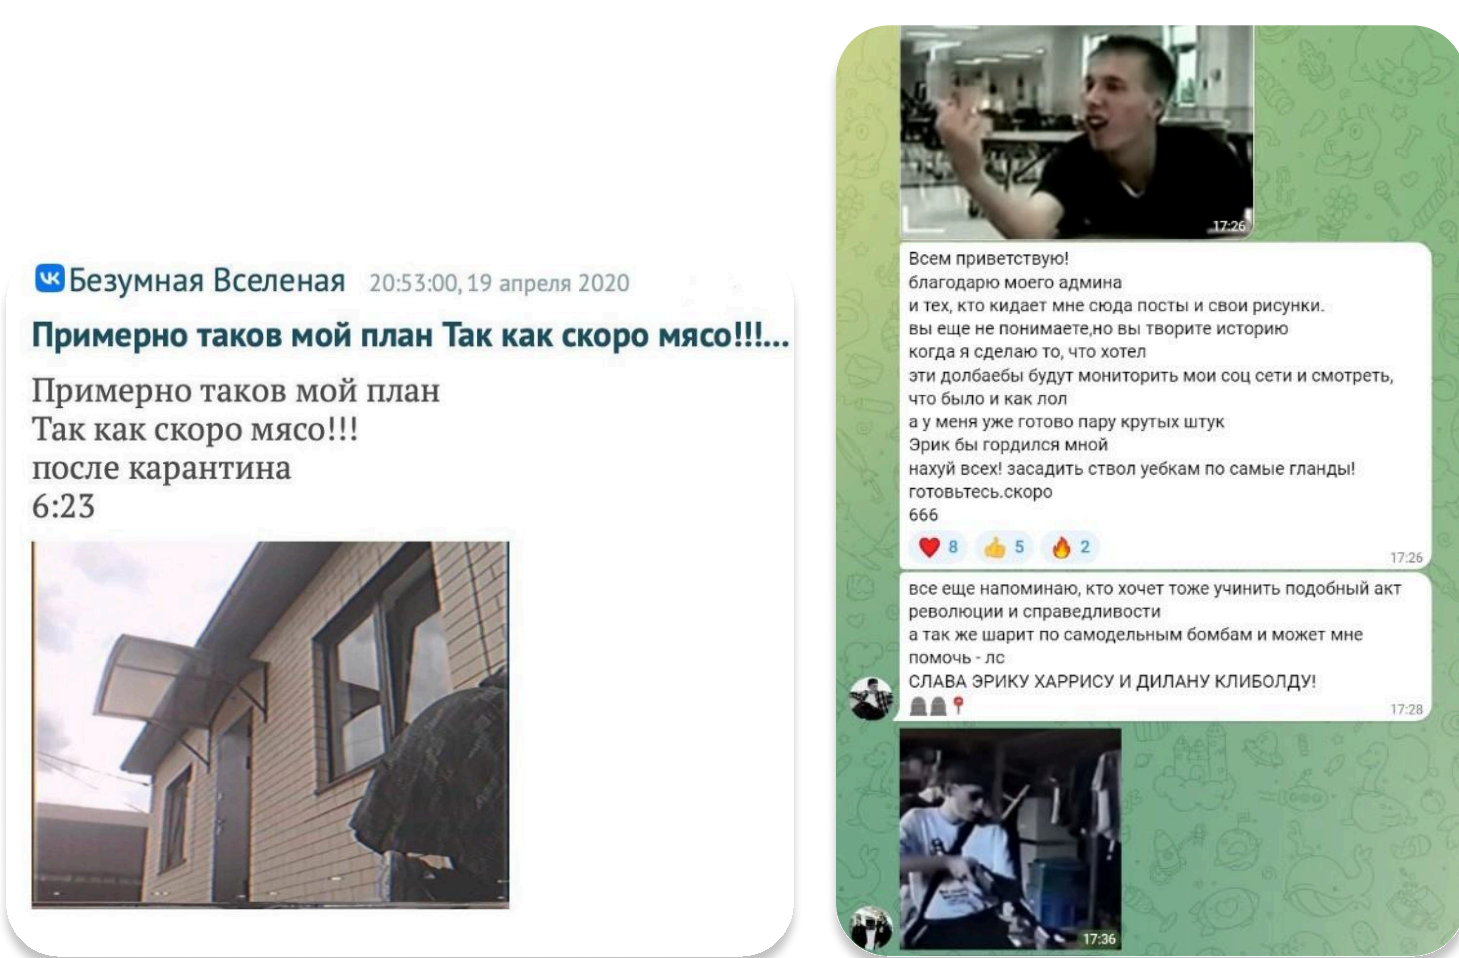 Безумная Вселеная 20:53:00, 19 апреля 2020
Примерно таков мой план Так как скоро мясо!!!...
Примерно таков мой план
Так как скоро мясо!!!
после карантина
6:23
17:26
Всем приветствую!
благодарю моего админа
и тех, кто кидает мне сюда посты и свои рисунки.
вы еще не понимаете,но вы творите историю
когда я сделаю то, что хотел
эти долбаебы будут мониторить мои соц сети и смотреть,
что было и как лол
а у меня уже готово пару крутых штук
Эрик бы гордился мной
нахуй всех! засадить ствол уебкам по самые гланды!
готовьтесь.скоро
666
8 5 2
17:26
все еще напоминаю, кто хочет тоже учинить подобный акт
революции и справедливости
а так же шарит по самодельным бомбам и может мне
помочь - лс
СЛАВА ЭРИКУ ХАРРИСУ И ДИЛАНУ КЛИБОЛДУ!
17:28
17:36